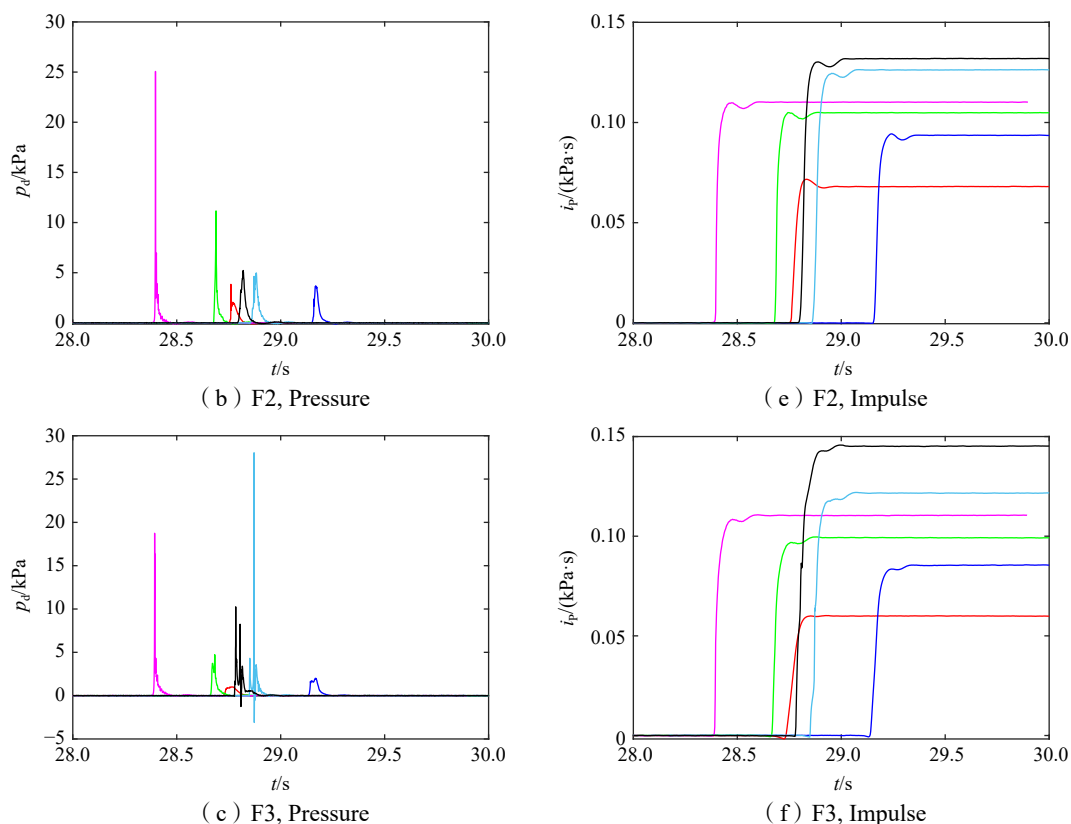 30
25
20
15
10
5
0
p_d/kPa
28.0 28.5 29.0 29.5 30.0
t/s
(b) F2, Pressure
0.15
0.10
0.05
0
i_p/(kPa·s)
28.0 28.5 29.0 29.5 30.0
t/s
(e) F2, Impulse
30
25
20
15
10
5
0
−5
p_d/kPa
28.0 28.5 29.0 29.5 30.0
t/s
(c) F3, Pressure
0.15
0.10
0.05
0
i_p/(kPa·s)
28.0 28.5 29.0 29.5 30.0
t/s
(f) F3, Impulse